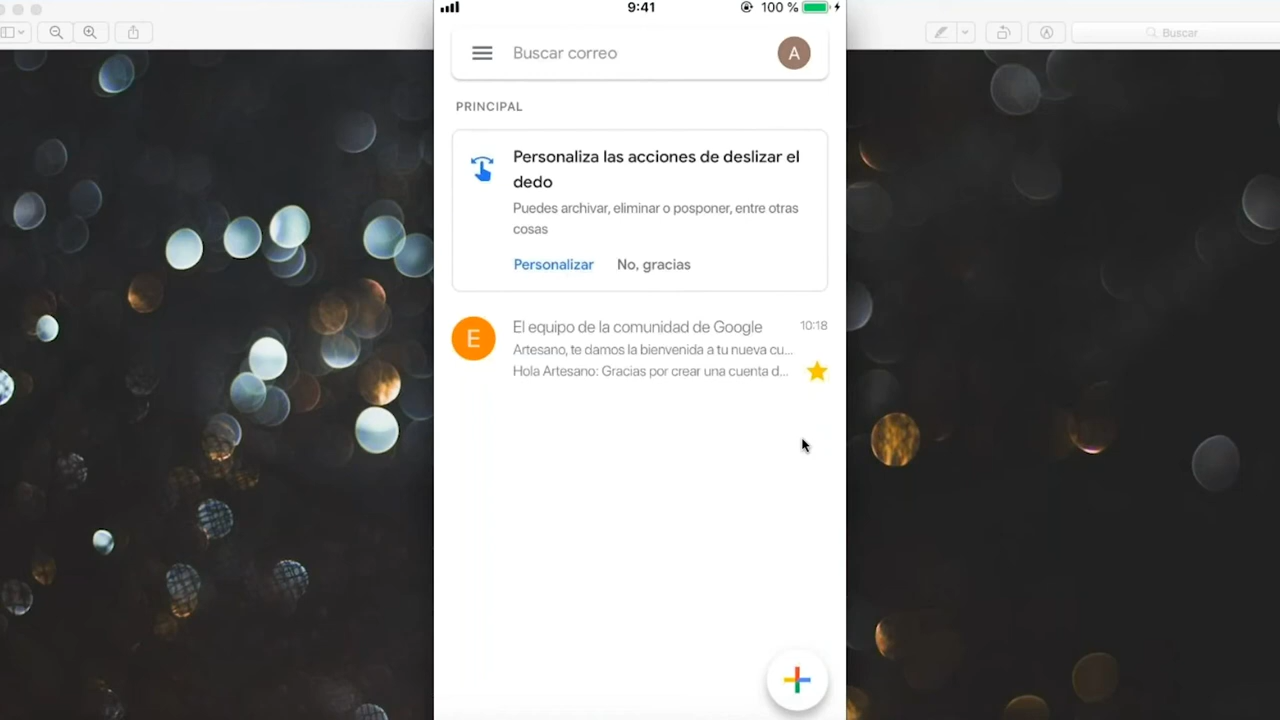 9:41
100 %
Buscar correo
A
Buscar
PRINCIPAL
Personaliza las acciones de deslizar el
dedo
Puedes archivar, eliminar o posponer, entre otras
cosas
Personalizar
No, gracias
E
El equipo de la comunidad de Google
10:18
Artesano, te damos la bienvenida a tu nueva cu...
Hola Artesano: Gracias por crear una cuenta d...